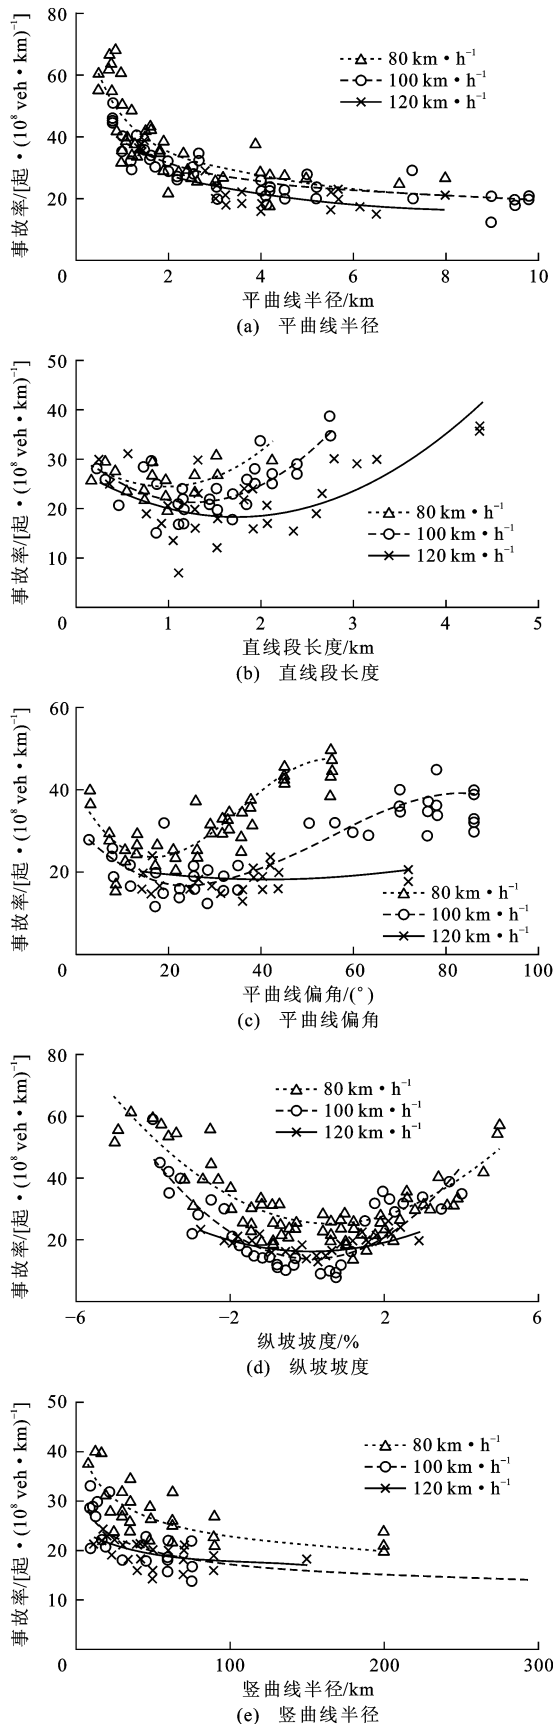 80
60
40
20
0
2
4
6
8
10
事故率/[起·(10⁸ veh·km)⁻¹]
80 km·h⁻¹
100 km·h⁻¹
120 km·h⁻¹
平曲线半径/km
(a) 平曲线半径
50
40
30
20
10
0
1
2
3
4
5
事故率/[起·(10⁸ veh·km)⁻¹]
80 km·h⁻¹
100 km·h⁻¹
120 km·h⁻¹
直线段长度/km
(b) 直线段长度
60
40
20
0
20
40
60
80
100
事故率/[起·(10⁸ veh·km)⁻¹]
80 km·h⁻¹
100 km·h⁻¹
120 km·h⁻¹
平曲线偏角/(°)
(c) 平曲线偏角
80
60
40
20
−6
−2
2
6
事故率/[起·(10⁸ veh·km)⁻¹]
80 km·h⁻¹
100 km·h⁻¹
120 km·h⁻¹
纵坡坡度/%
(d) 纵坡坡度
50
40
30
20
10
0
100
200
300
事故率/[起·(10⁸ veh·km)⁻¹]
80 km·h⁻¹
100 km·h⁻¹
120 km·h⁻¹
竖曲线半径/km
(e) 竖曲线半径